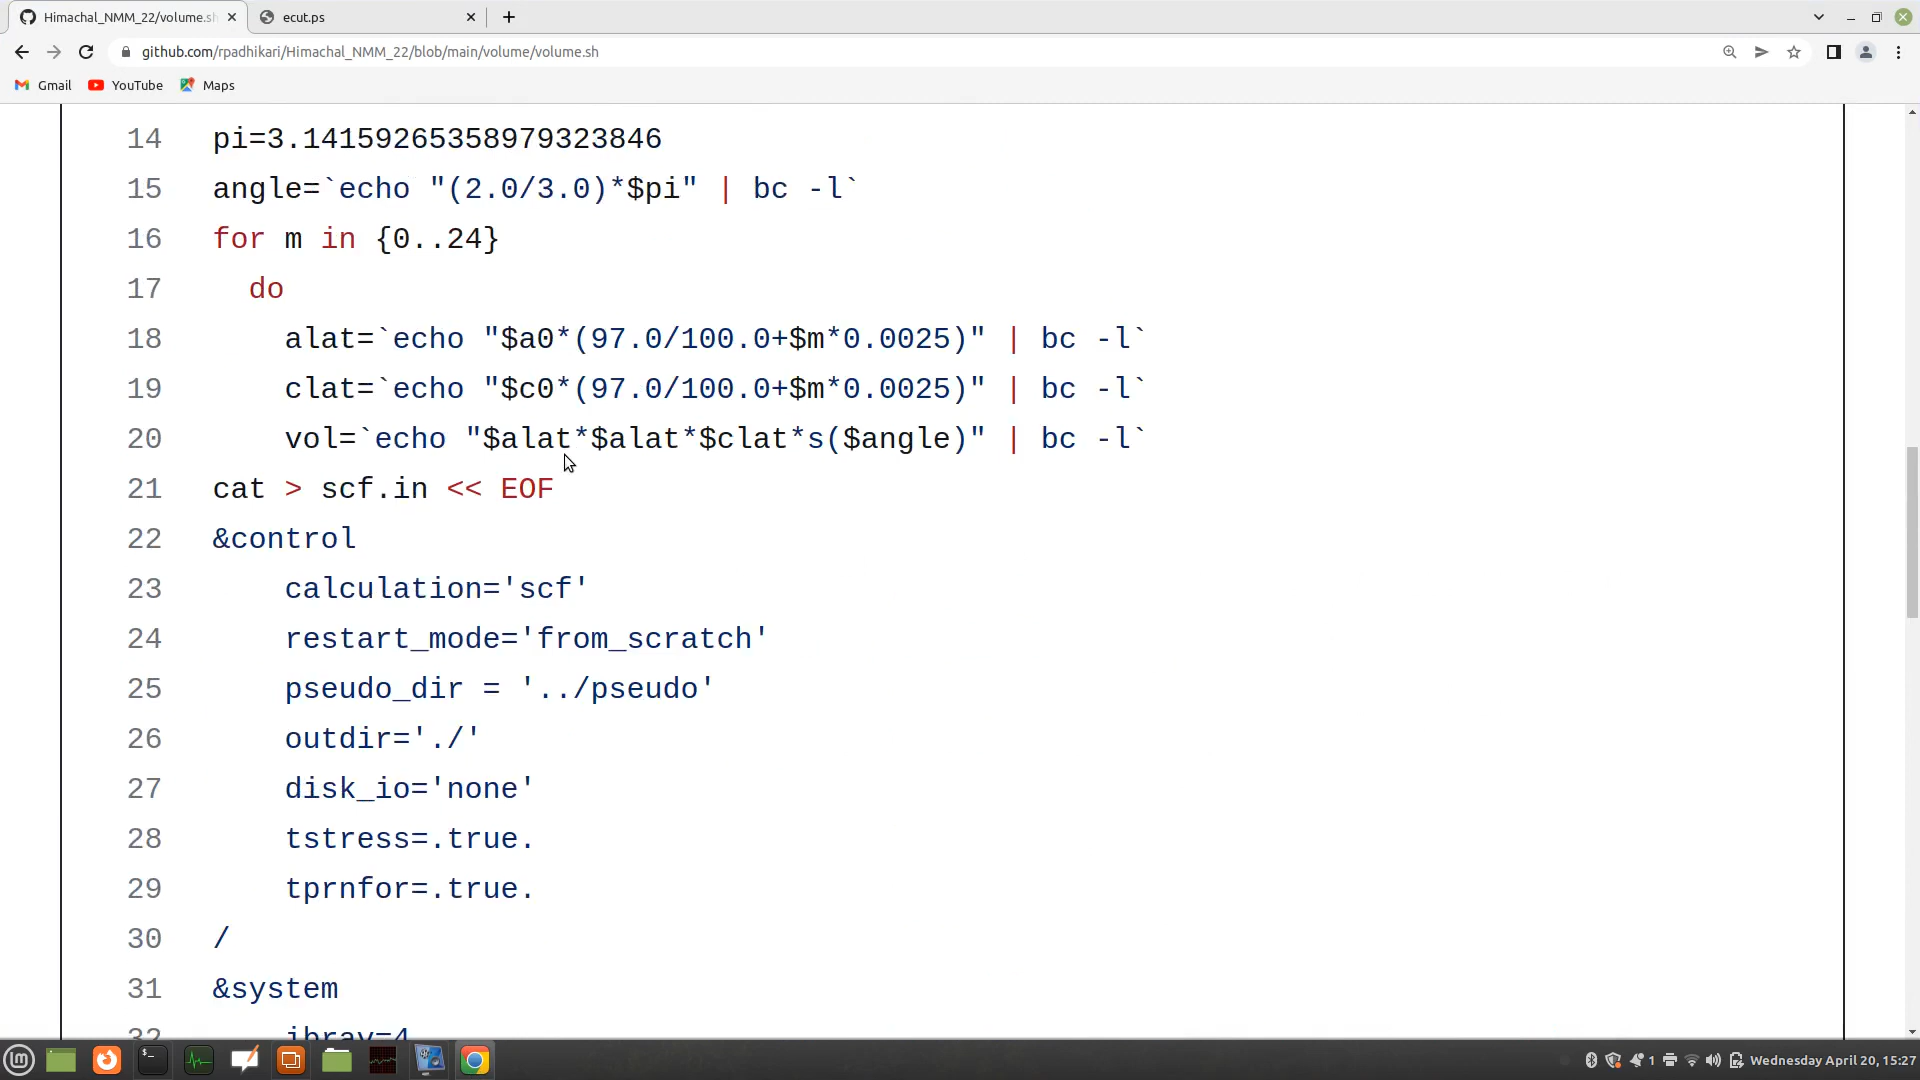 Himachal_NMM_22/volume.sh
ecut.ps
github.com/rpadhikari/Himachal_NMM_22/blob/main/volume/volume.sh
Gmail YouTube Maps
14 pi=3.14159265358979323846
15 angle=`echo "(2.0/3.0)*$pi" | bc -l`
16 for m in {0..24}
17 do
18 alat=`echo "$a0*(97.0/100.0+$m*0.0025)" | bc -l`
19 clat=`echo "$c0*(97.0/100.0+$m*0.0025)" | bc -l`
20 vol=`echo "$alat*$alat*$clat*s($angle)" | bc -l`
21 cat > scf.in << EOF
22 &control
23 calculation='scf'
24 restart_mode='from_scratch'
25 pseudo_dir = '../pseudo'
26 outdir='./'
27 disk_io='none'
28 tstress=.true.
29 tprnfor=.true.
30 /
31 &system
32 ibrav=4
1 Wednesday April 20, 15:27